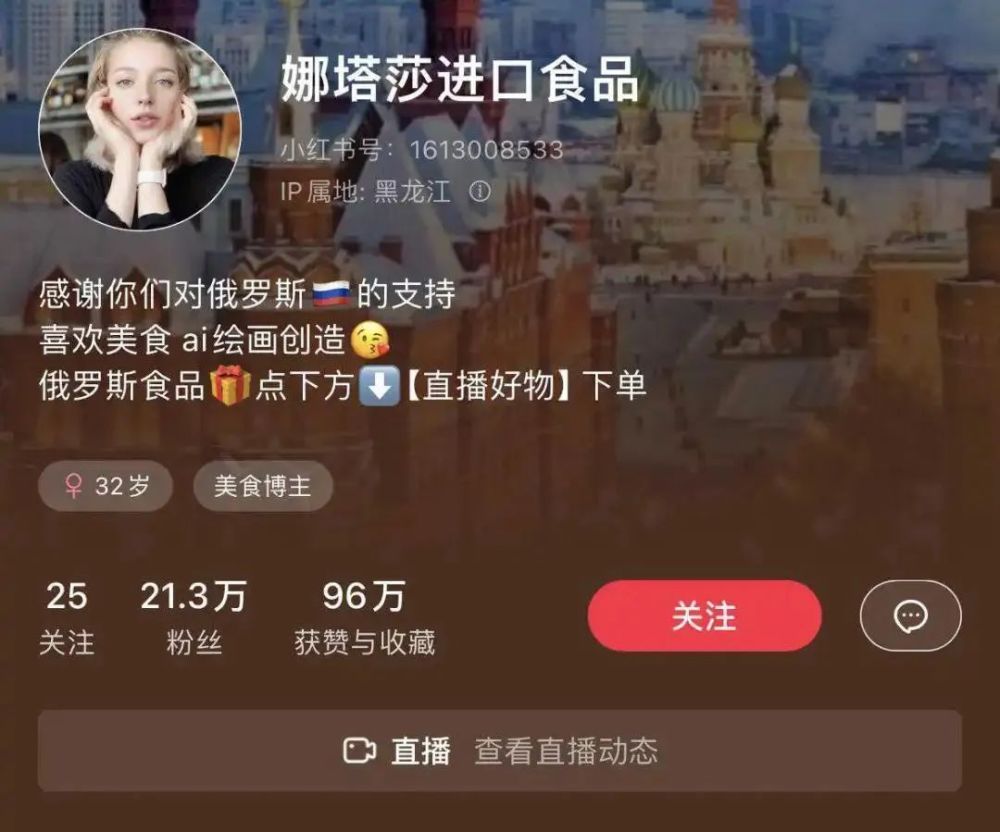 娜塔莎进口食品
小红书号：1613008533
IP属地: 黑龙江
感谢你们对俄罗斯🇷🇺的支持
喜欢美食 ai绘画创造😘
俄罗斯食品🎁点下方⬇️【直播好物】下单
♀ 32岁 美食博主
25 21.3万 96万
关注 粉丝 获赞与收藏
关注
直播 查看直播动态